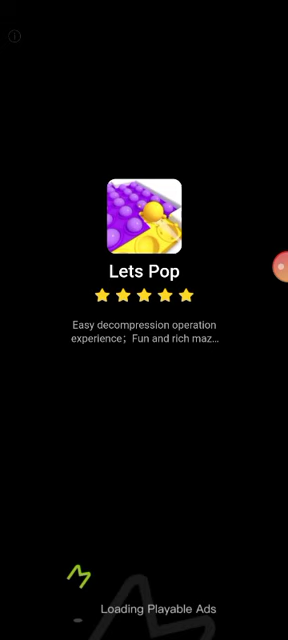 Lets Pop
Easy decompression operation
experience；Fun and rich maz...
Loading Playable Ads